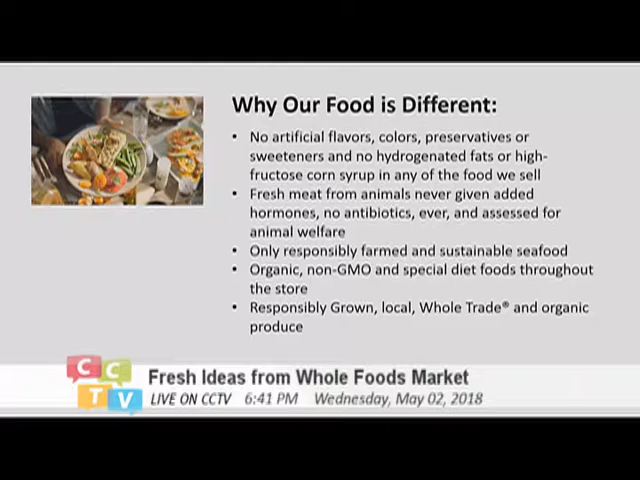 Why Our Food is Different:
• No artificial flavors, colors, preservatives or
sweeteners and no hydrogenated fats or high-
fructose corn syrup in any of the food we sell
• Fresh meat from animals never given added
hormones, no antibiotics, ever, and assessed for
animal welfare
• Only responsibly farmed and sustainable seafood
• Organic, non-GMO and special diet foods throughout
the store
• Responsibly Grown, local, Whole Trade® and organic
produce
CCTV
Fresh Ideas from Whole Foods Market
LIVE ON CCTV 6:41 PM Wednesday, May 02, 2018